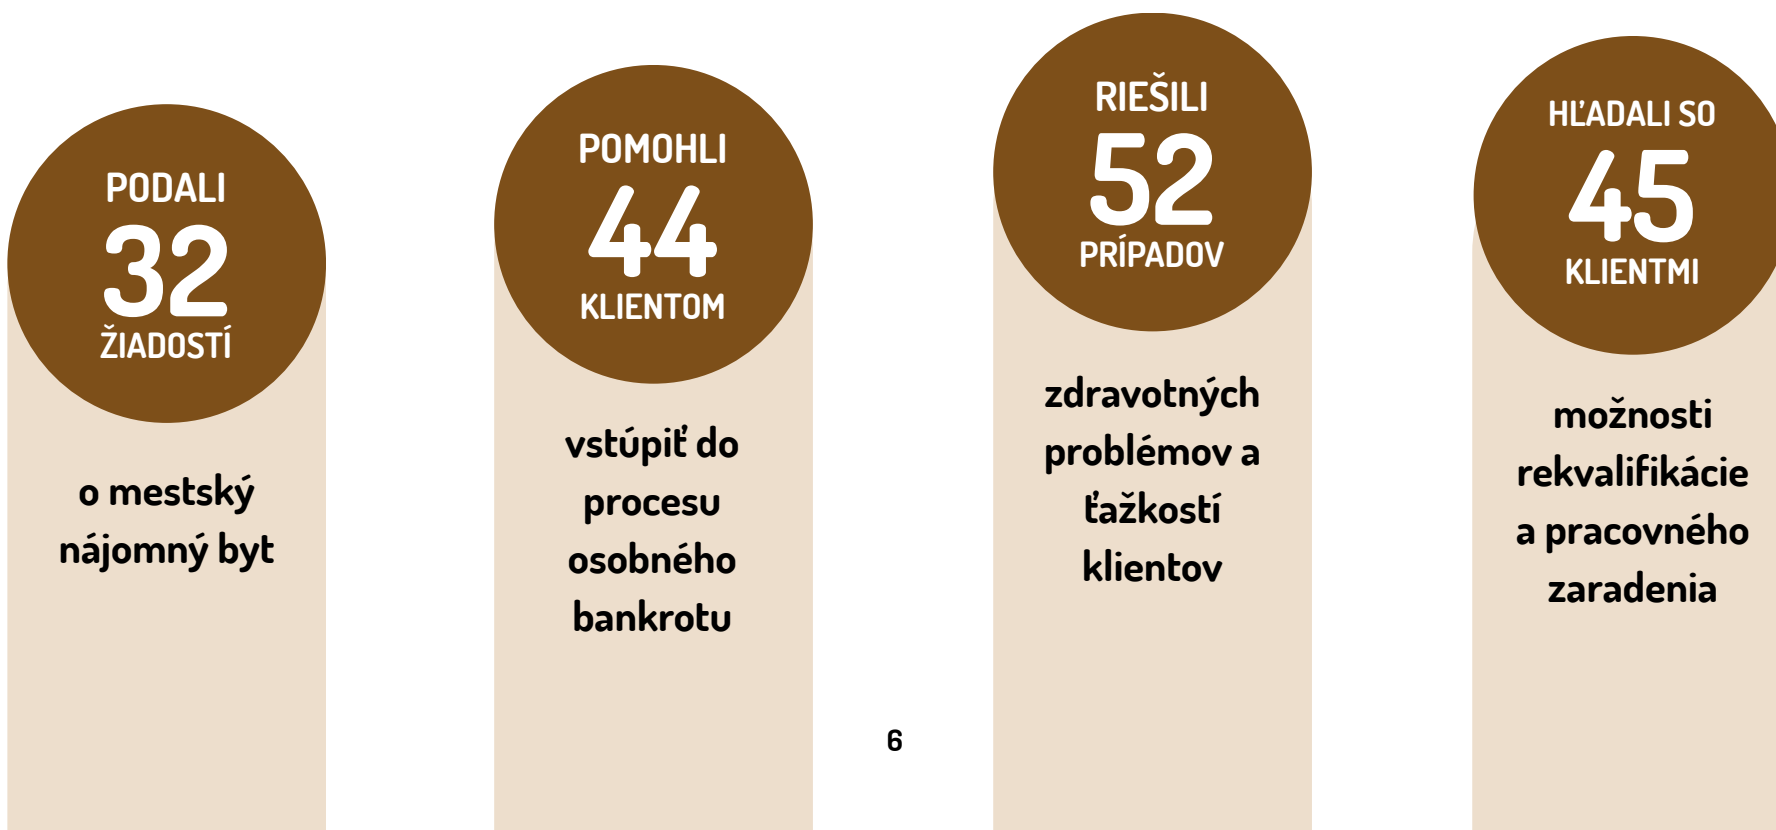 PODALI
32
ŽIADOSTÍ
o mestský
nájomný byt
POMOHLI
44
KLIENTOM
vstúpiť do
procesu
osobného
bankrotu
RIEŠILI
52
PRÍPADOV
zdravotných
problémov a
ťažkostí
klientov
HĽADALI SO
45
KLIENTMI
možnosti
rekvalifikácie
a pracovného
zaradenia
6